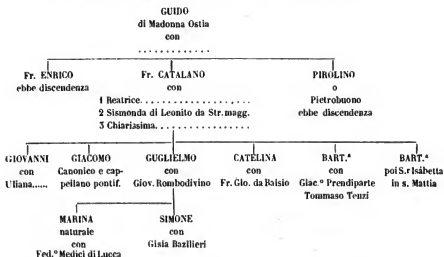 GUIDO
di Madonna Ostia
con
. . . . . . . . . . . .
Fr. ENRICO
ebbe discendenza
Fr. CATALANO
con
1 Beatrice. . . . . . . . . . . . . . . . . .
2 Sismonda di Leonito da Str. magg.
3 Chiarissima. . . . . . . . . . . . . . . .
PIROLINO
o
Pietrobuono
ebbe discendenza
GIOVANNI
con
Uliana......
GIACOMO
Canonico e cap-
pellano pontif.
GUGLIELMO
con
Giov. Rombodivino
CATELINA
con
Fr. Gio. da Baisio
BART.ª
con
Giac.º Prendiparte
Tommaso Tenzi
BART.ª
poi S.r Isabetta
in s. Mattia
MARINA
naturale
con
Fed.º Medici di Lucca
SIMONE
con
Gisia Bazilieri